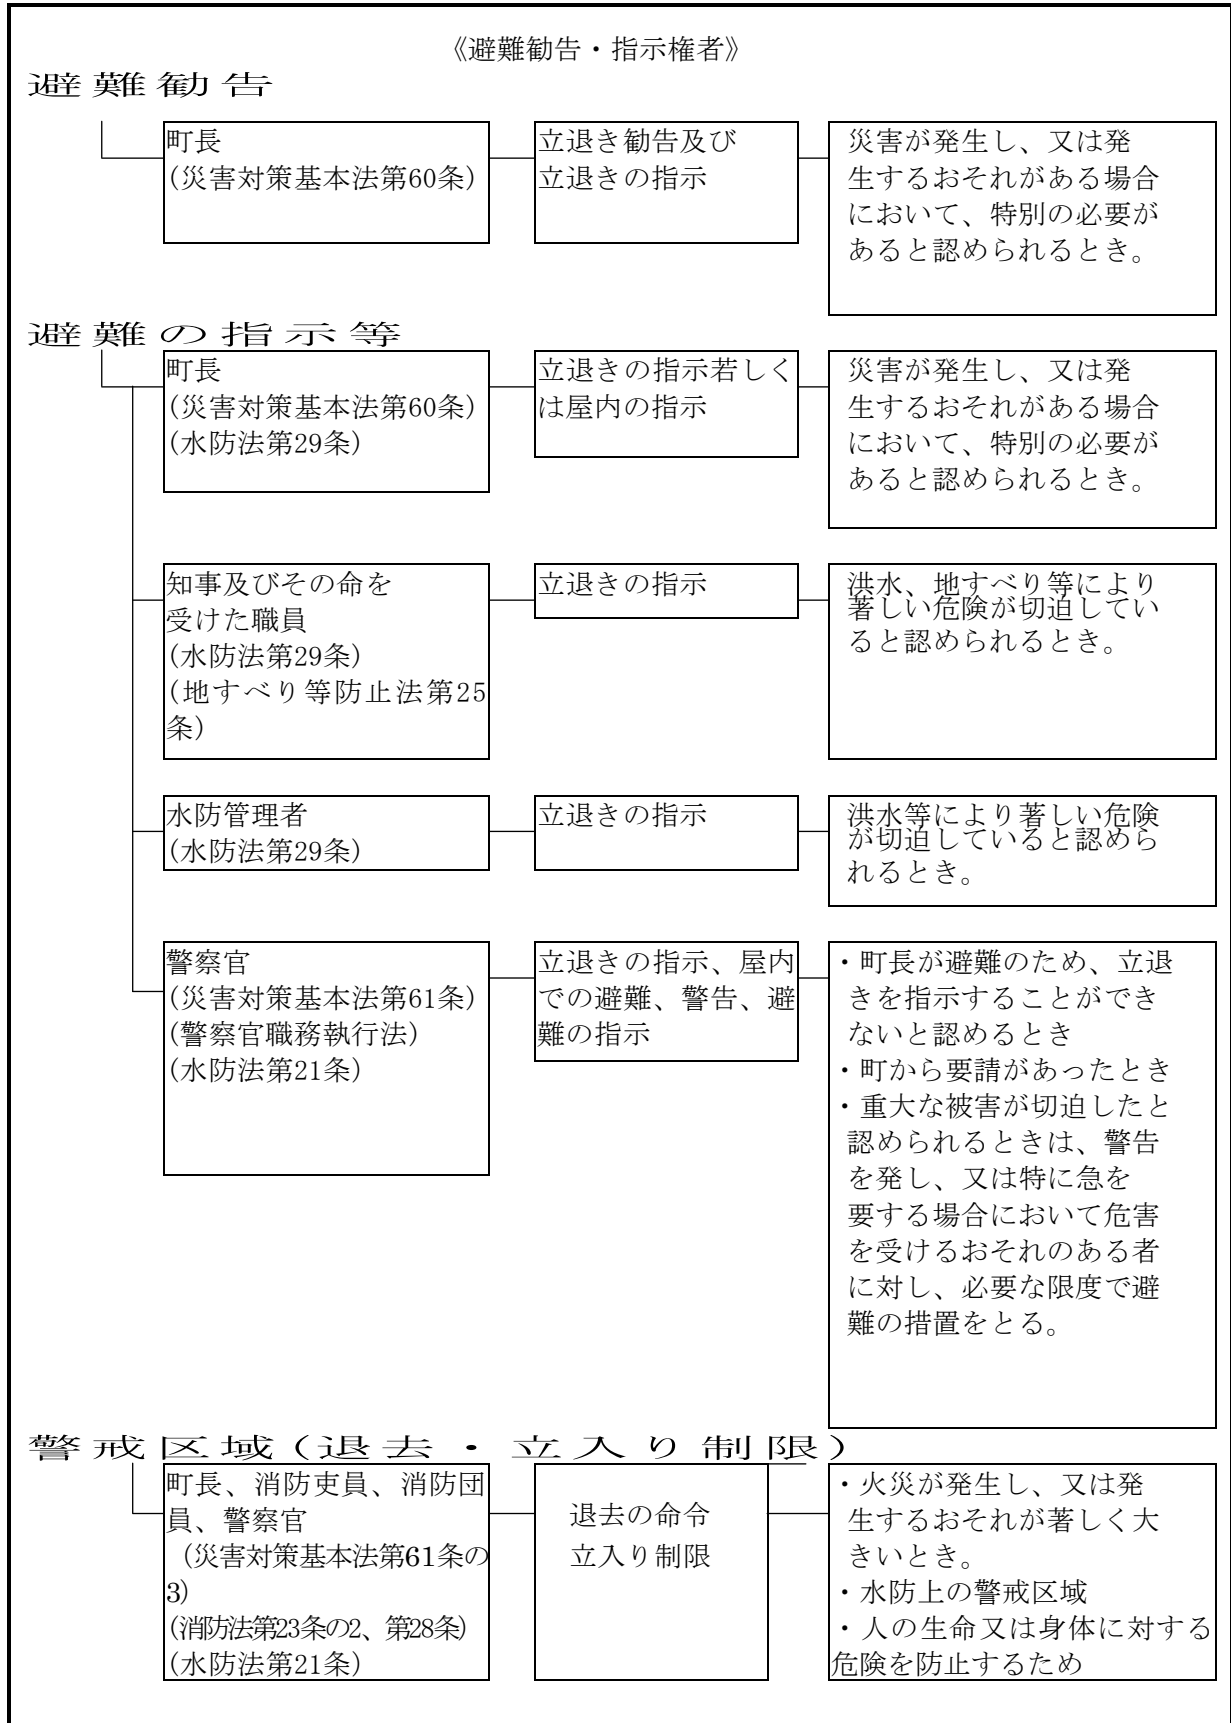 《避難勧告・指示権者》
避難勧告
町長
(災害対策基本法第60条)
立退き勧告及び
立退きの指示
災害が発生し、又は発
生するおそれがある場合
において、特別の必要が
あると認められるとき。
避難の指示等
町長
(災害対策基本法第60条)
(水防法第29条)
立退きの指示若しく
は屋内の指示
災害が発生し、又は発
生するおそれがある場合
において、特別の必要が
あると認められるとき。
知事及びその命を
受けた職員
(水防法第29条)
(地すべり等防止法第25
条)
立退きの指示
洪水、地すべり等により
著しい危険が切迫してい
ると認められるとき。
水防管理者
(水防法第29条)
立退きの指示
洪水等により著しい危険
が切迫していると認めら
れるとき。
警察官
(災害対策基本法第61条)
(警察官職務執行法)
(水防法第21条)
立退きの指示、屋内
での避難、警告、避
難の指示
・町長が避難のため、立退
きを指示することができ
ないと認めるとき
・町から要請があったとき
・重大な被害が切迫したと
認められるときは、警告
を発し、又は特に急を
要する場合において危害
を受けるおそれのある者
に対し、必要な限度で避
難の措置をとる。
警戒区域(退去・立入り制限)
町長、消防吏員、消防団
員、警察官
(災害対策基本法第61条の
3)
(消防法第23条の2、第28条)
(水防法第21条)
退去の命令
立入り制限
・火災が発生し、又は発
生するおそれが著しく大
きいとき。
・水防上の警戒区域
・人の生命又は身体に対する
危険を防止するため